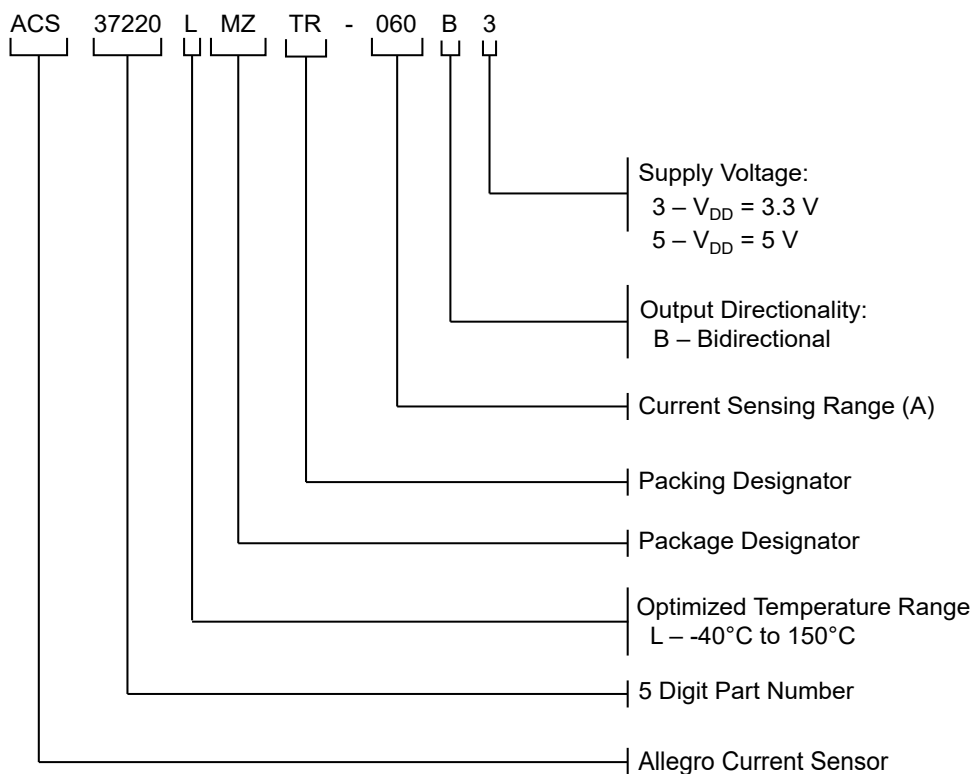 ACS 37220 L MZ TR - 060 B 3
Supply Voltage:
3 – VDD = 3.3 V
5 – VDD = 5 V
Output Directionality:
B – Bidirectional
Current Sensing Range (A)
Packing Designator
Package Designator
Optimized Temperature Range
L – -40°C to 150°C
5 Digit Part Number
Allegro Current Sensor